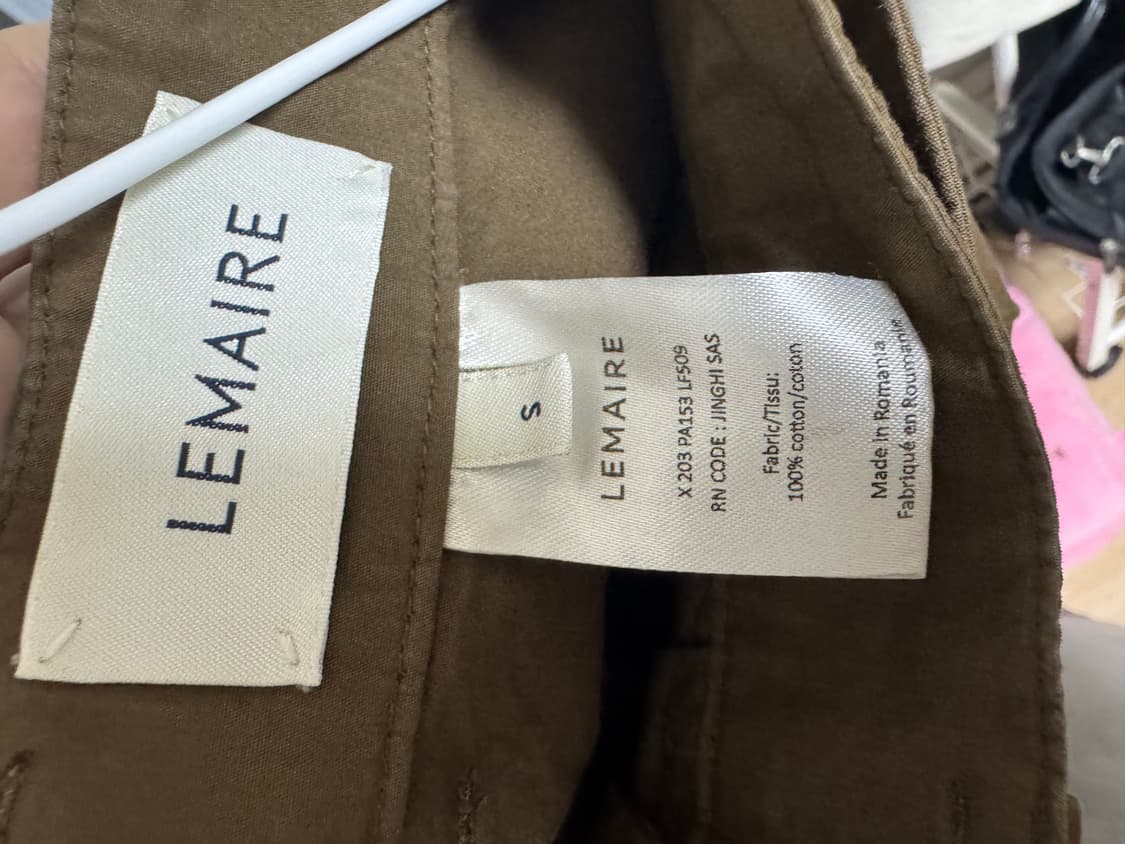 LEMAIRE
S
LEMAIRE
X 203 PA153 LF509
RN CODE : JINGHI SAS
Fabric/Tissu:
100% cotton/coton
Made in Romania
Fabriqué en Roumanie